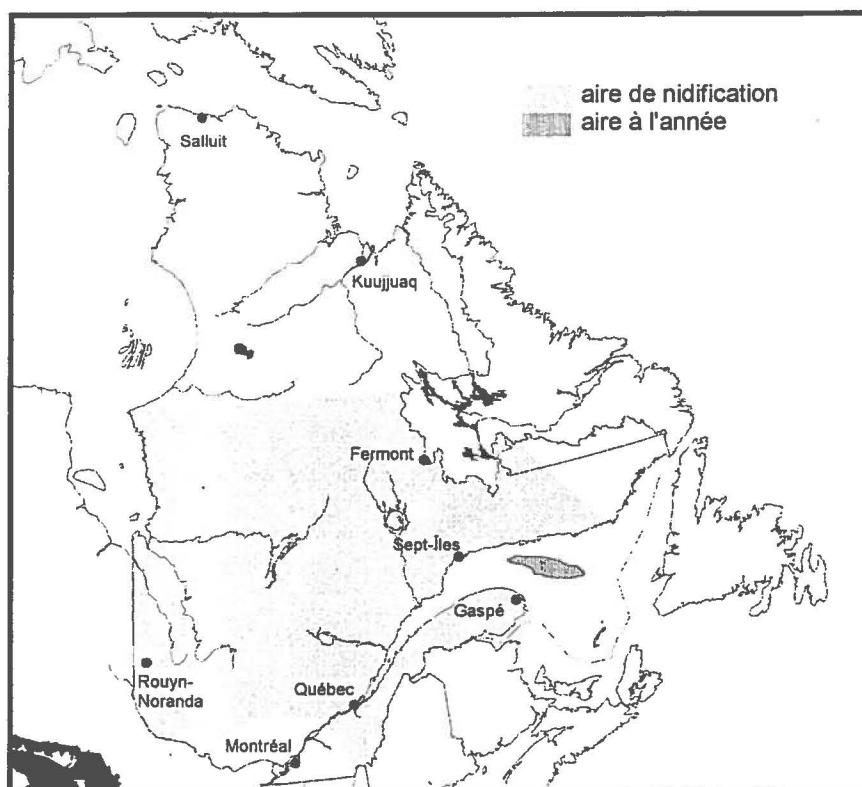 aire de nidification
aire à l'année
Salluit
Kuujjuaq
Fermont
Sept-Îles
Gaspé
Rouyn-
Noranda
Québec
Montréal